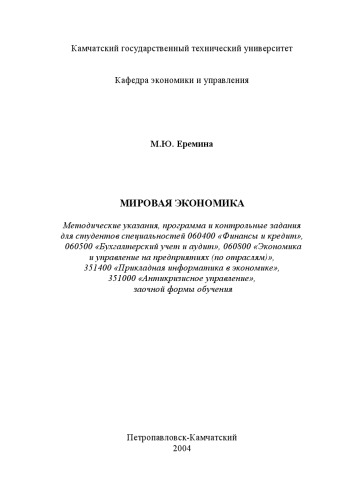 Камчатский государственный технический университет
Кафедра экономики и управления
М.Ю. Еремина
МИРОВАЯ ЭКОНОМИКА
Методические указания, программа и контрольные задания
для студентов специальностей 060400 «Финансы и кредит»,
060500 «Бухгалтерский учет и аудит», 060800 «Экономика
и управление на предприятиях (по отраслям)»,
351400 «Прикладная информатика в экономике»,
351000 «Антикризисное управление»,
заочной формы обучения
Петропавловск-Камчатский
2004